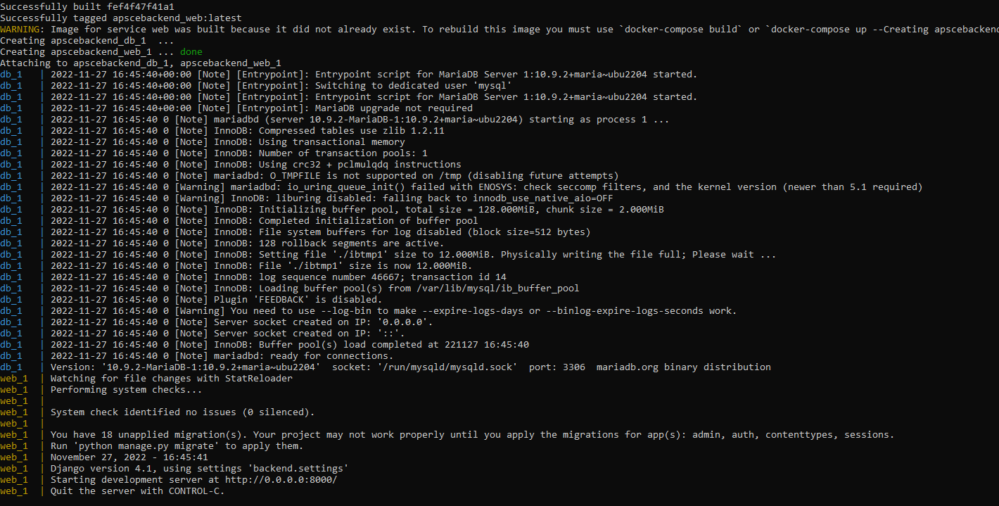 Successfully built fef4f47f41a1
Successfully tagged apscebackend_web:latest
WARNING: Image for service web was built because it did not already exist. To rebuild this image you must use `docker-compose build` or `docker-compose up --Creating apscebackend
Creating apscebackend_db_1  ...
Creating apscebackend_web_1 ... done
Attaching to apscebackend_db_1, apscebackend_web_1
db_1   | 2022-11-27 16:45:40+00:00 [Note] [Entrypoint]: Entrypoint script for MariaDB Server 1:10.9.2+maria~ubu2204 started.
db_1   | 2022-11-27 16:45:40+00:00 [Note] [Entrypoint]: Switching to dedicated user 'mysql'
db_1   | 2022-11-27 16:45:40+00:00 [Note] [Entrypoint]: Entrypoint script for MariaDB Server 1:10.9.2+maria~ubu2204 started.
db_1   | 2022-11-27 16:45:40+00:00 [Note] [Entrypoint]: MariaDB upgrade not required
db_1   | 2022-11-27 16:45:40 0 [Note] mariadbd (server 10.9.2-MariaDB-1:10.9.2+maria~ubu2204) starting as process 1 ...
db_1   | 2022-11-27 16:45:40 0 [Note] InnoDB: Compressed tables use zlib 1.2.11
db_1   | 2022-11-27 16:45:40 0 [Note] InnoDB: Using transactional memory
db_1   | 2022-11-27 16:45:40 0 [Note] InnoDB: Number of transaction pools: 1
db_1   | 2022-11-27 16:45:40 0 [Note] InnoDB: Using crc32 + pclmulqdq instructions
db_1   | 2022-11-27 16:45:40 0 [Note] mariadbd: O_TMPFILE is not supported on /tmp (disabling future attempts)
db_1   | 2022-11-27 16:45:40 0 [Warning] mariadbd: io_uring_queue_init() failed with ENOSYS: check seccomp filters, and the kernel version (newer than 5.1 required)
db_1   | 2022-11-27 16:45:40 0 [Warning] InnoDB: liburing disabled: falling back to innodb_use_native_aio=OFF
db_1   | 2022-11-27 16:45:40 0 [Note] InnoDB: Initializing buffer pool, total size = 128.000MiB, chunk size = 2.000MiB
db_1   | 2022-11-27 16:45:40 0 [Note] InnoDB: Completed initialization of buffer pool
db_1   | 2022-11-27 16:45:40 0 [Note] InnoDB: File system buffers for log disabled (block size=512 bytes)
db_1   | 2022-11-27 16:45:40 0 [Note] InnoDB: 128 rollback segments are active.
db_1   | 2022-11-27 16:45:40 0 [Note] InnoDB: Setting file './ibtmp1' size to 12.000MiB. Physically writing the file full; Please wait ...
db_1   | 2022-11-27 16:45:40 0 [Note] InnoDB: File './ibtmp1' size is now 12.000MiB.
db_1   | 2022-11-27 16:45:40 0 [Note] InnoDB: log sequence number 46667; transaction id 14
db_1   | 2022-11-27 16:45:40 0 [Note] InnoDB: Loading buffer pool(s) from /var/lib/mysql/ib_buffer_pool
db_1   | 2022-11-27 16:45:40 0 [Note] Plugin 'FEEDBACK' is disabled.
db_1   | 2022-11-27 16:45:40 0 [Warning] You need to use --log-bin to make --expire-logs-days or --binlog-expire-logs-seconds work.
db_1   | 2022-11-27 16:45:40 0 [Note] Server socket created on IP: '0.0.0.0'.
db_1   | 2022-11-27 16:45:40 0 [Note] Server socket created on IP: '::'.
db_1   | 2022-11-27 16:45:40 0 [Note] InnoDB: Buffer pool(s) load completed at 221127 16:45:40
db_1   | 2022-11-27 16:45:40 0 [Note] mariadbd: ready for connections.
db_1   | Version: '10.9.2-MariaDB-1:10.9.2+maria~ubu2204'  socket: '/run/mysqld/mysqld.sock'  port: 3306  mariadb.org binary distribution
web_1  | Watching for file changes with StatReloader
web_1  | Performing system checks...
web_1  |
web_1  | System check identified no issues (0 silenced).
web_1  |
web_1  | You have 18 unapplied migration(s). Your project may not work properly until you apply the migrations for app(s): admin, auth, contenttypes, sessions.
web_1  | Run 'python manage.py migrate' to apply them.
web_1  | November 27, 2022 - 16:45:41
web_1  | Django version 4.1, using settings 'backend.settings'
web_1  | Starting development server at http://0.0.0.0:8000/
web_1  | Quit the server with CONTROL-C.